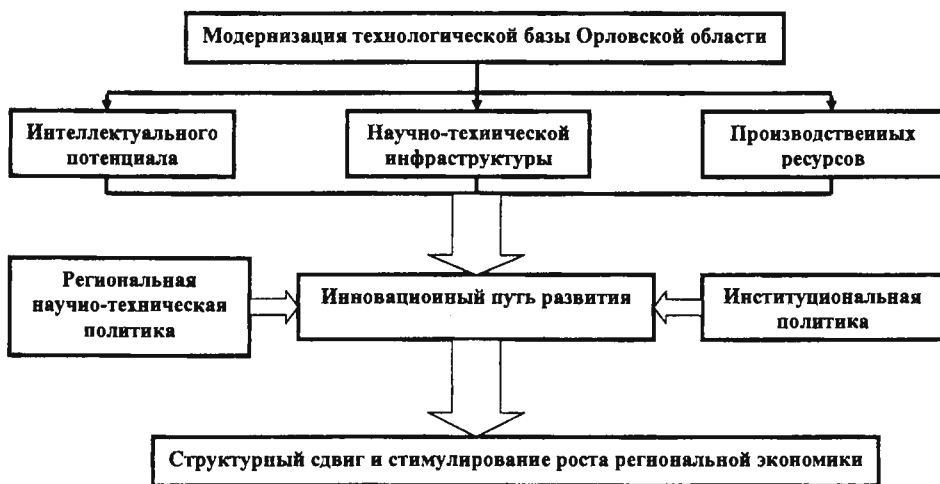 Модернизация технологической базы Орловской области
Интеллектуального
потенциала
Научно-технической
инфраструктуры
Производственных
ресурсов
Региональная
научно-техническая
политика
Инновационный путь развития
Институциональная
политика
Структурный сдвиг и стимулирование роста региональной экономики